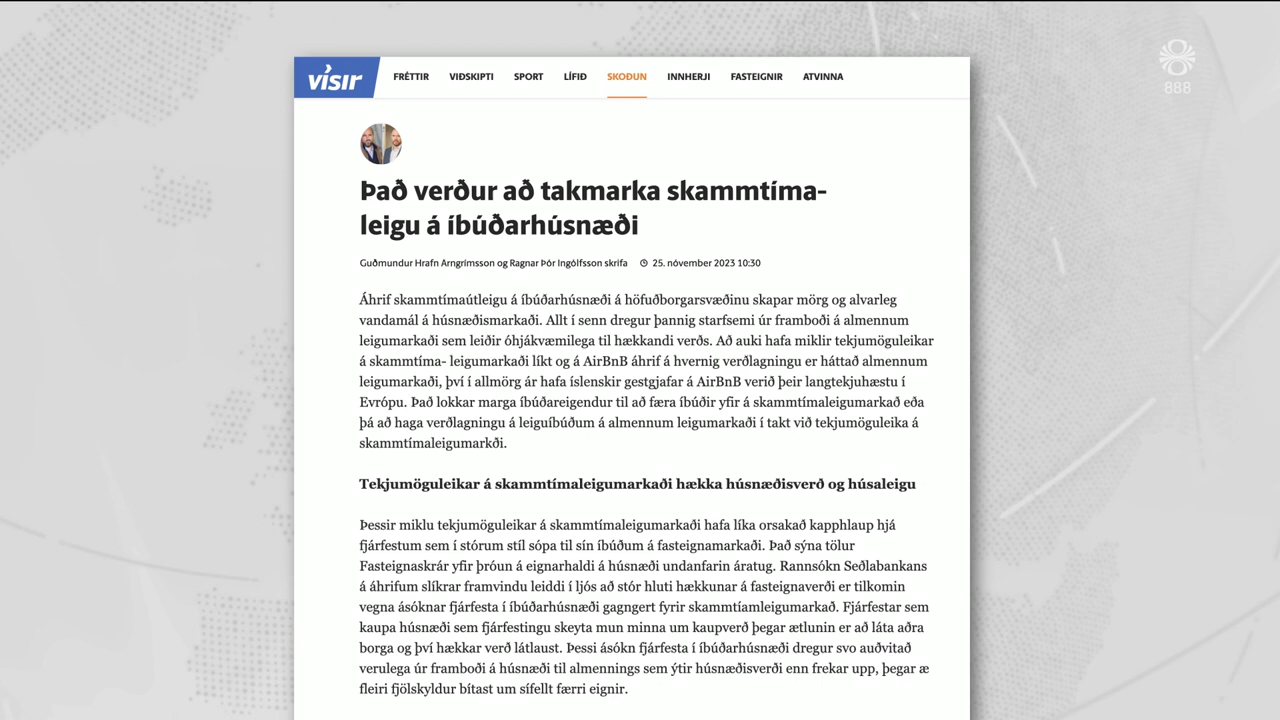 vísir
FRÉTTIR VIÐSKIPTI SPORT LÍFIÐ SKOÐUN INNHERJI FASTEIGNIR ATVINNA
888
Það verður að takmarka skammtíma-
leigu á íbúðarhúsnæði
Guðmundur Hrafn Arngrímsson og Ragnar Þór Ingólfsson skrifa 25. nóvember 2023 10:30
Áhrif skammtímaútleigu á íbúðarhúsnæði á höfuðborgarsvæðinu skapar mörg og alvarleg
vandamál á húsnæðismarkaði. Allt í senn dregur þannig starfsemi úr framboði á almennum
leigumarkaði sem leiðir óhjákvæmilega til hækkandi verðs. Að auki hafa miklir tekjumöguleikar
á skammtíma- leigumarkaði líkt og á AirBnB áhrif á hvernig verðlagningu er háttað almennum
leigumarkaði, því í allmörg ár hafa íslenskir gestgjafar á AirBnB verið þeir langtekjuhæstu í
Evrópu. Það lokkar marga íbúðareigendur til að færa íbúðir yfir á skammtímaleigumarkað eða
þá að haga verðlagningu á leiguíbúðum á almennum leigumarkaði í takt við tekjumöguleika á
skammtímaleigumarkði.
Tekjumöguleikar á skammtímaleigumarkaði hækka húsnæðisverð og húsaleigu
Þessir miklu tekjumöguleikar á skammtímaleigumarkaði hafa líka orsakað kapphlaup hjá
fjárfestum sem í stórum stíl sópa til sín íbúðum á fasteignamarkaði. Það sýna tölur
Fasteignaskrár yfir þróun á eignarhaldi á húsnæði undanfarin áratug. Rannsókn Seðlabankans
á áhrifum slíkrar framvindu leiddi í ljós að stór hluti hækkunar á fasteignaverði er tilkomin
vegna ásóknar fjárfesta í íbúðarhúsnæði gagngert fyrir skammtíamleigumarkað. Fjárfestar sem
kaupa húsnæði sem fjárfestingu skeyta mun minna um kaupverð þegar ætlunin er að láta aðra
borga og því hækkar verð látlaust. Þessi ásókn fjárfesta í íbúðarhúsnæði dregur svo auðvitað
verulega úr framboði á húsnæði til almennings sem ýtir húsnæðisverði enn frekar upp, þegar æ
fleiri fjölskyldur bítast um sífellt færri eignir.